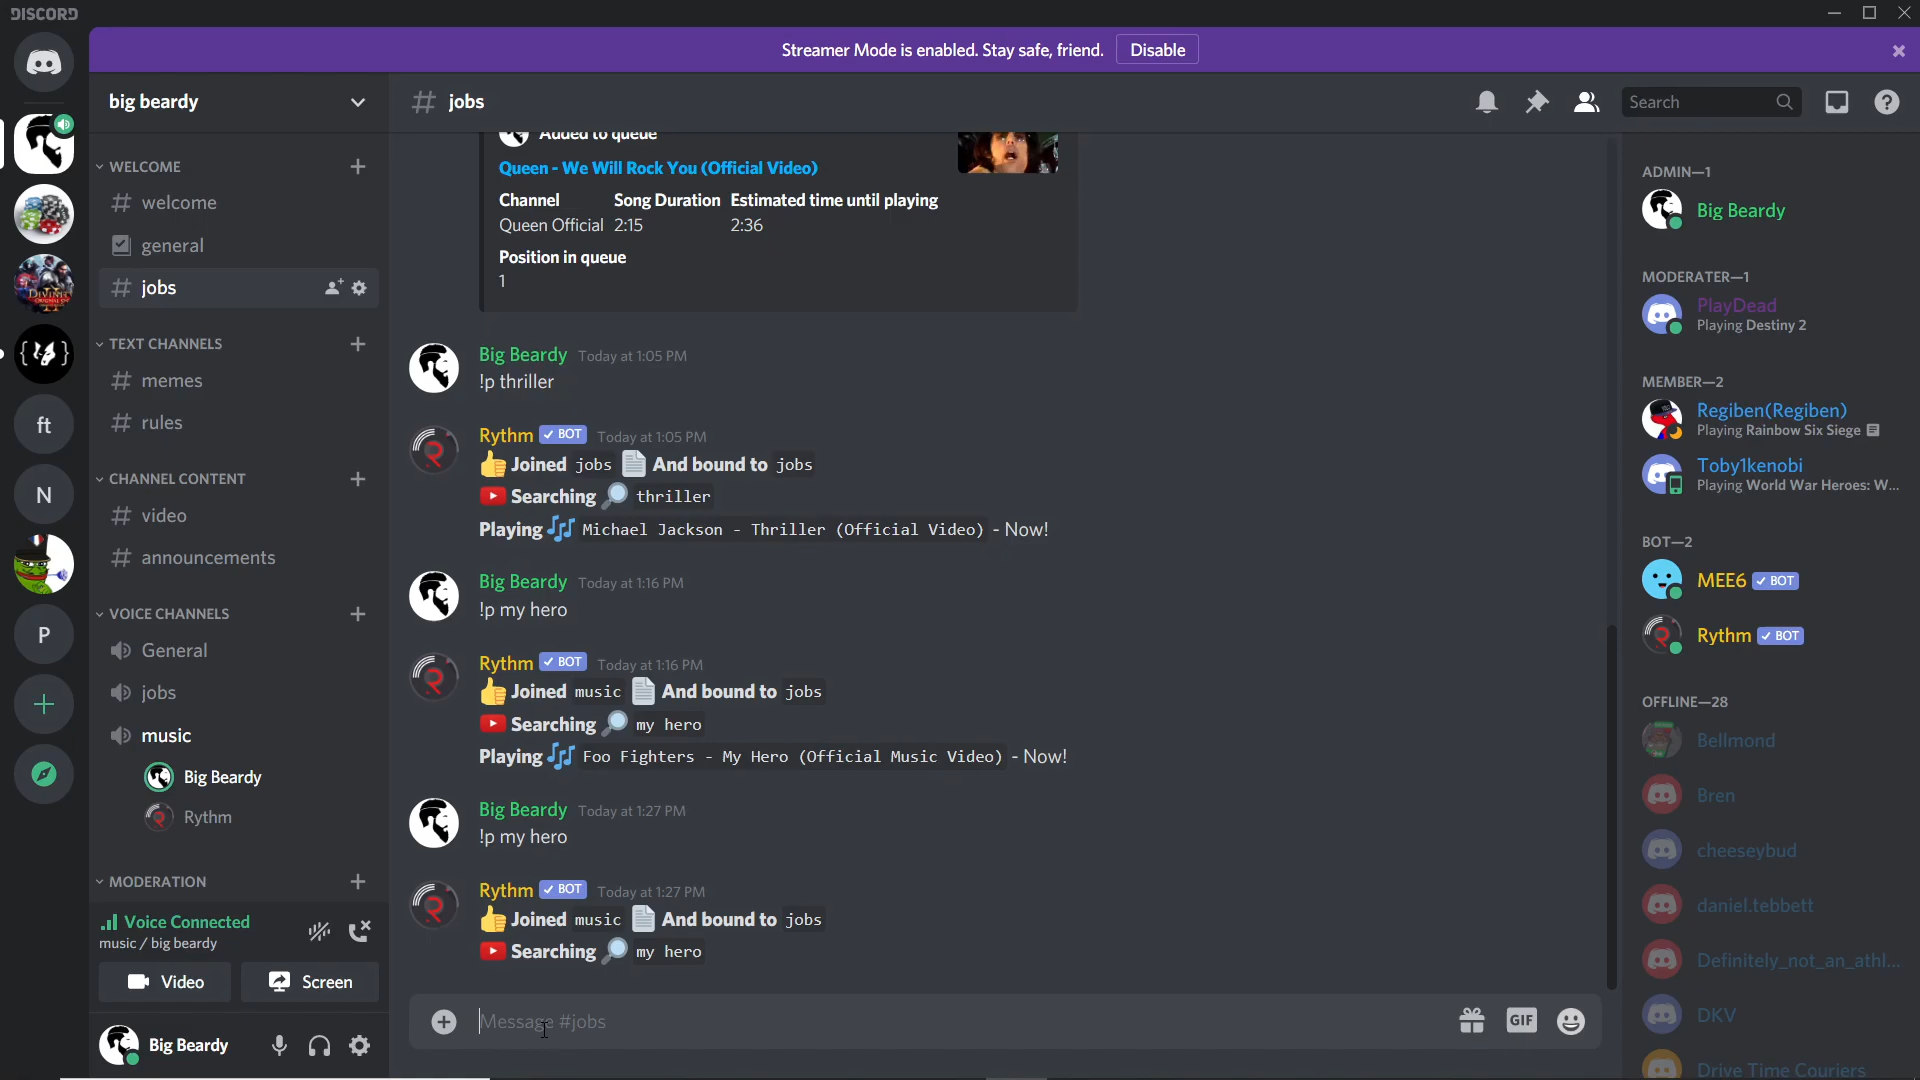 DISCORD
Streamer Mode is enabled. Stay safe, friend. Disable
big beardy
WELCOME
welcome
general
jobs
TEXT CHANNELS
memes
rules
CHANNEL CONTENT
video
announcements
VOICE CHANNELS
General
jobs
music
Big Beardy
Rythm
MODERATION
Voice Connected
music / big beardy
Video
Screen
Big Beardy
ft
N
P
# jobs
Search
Added to queue
Queen - We Will Rock You (Official Video)
Channel Song Duration Estimated time until playing
Queen Official 2:15 2:36
Position in queue
1
Big Beardy Today at 1:05 PM
!p thriller
Rythm ✓ BOT Today at 1:05 PM
👍 Joined jobs 📄 And bound to jobs
Searching 🔎 thriller
Playing 🎶 Michael Jackson - Thriller (Official Video) - Now!
Big Beardy Today at 1:16 PM
!p my hero
Rythm ✓ BOT Today at 1:16 PM
👍 Joined music 📄 And bound to jobs
Searching 🔎 my hero
Playing 🎶 Foo Fighters - My Hero (Official Music Video) - Now!
Big Beardy Today at 1:27 PM
!p my hero
Rythm ✓ BOT Today at 1:27 PM
👍 Joined music 📄 And bound to jobs
Searching 🔎 my hero
Message #jobs
GIF
ADMIN—1
Big Beardy
MODERATER—1
PlayDead
Playing Destiny 2
MEMBER—2
Regiben(Regiben)
Playing Rainbow Six Siege
Toby1kenobi
Playing World War Heroes: W...
BOT—2
MEE6 ✓ BOT
Rythm ✓ BOT
OFFLINE—28
Bellmond
Bren
cheeseybud
daniel.tebbett
Definitely_not_an_athl...
DKV
Drive Time Couriers